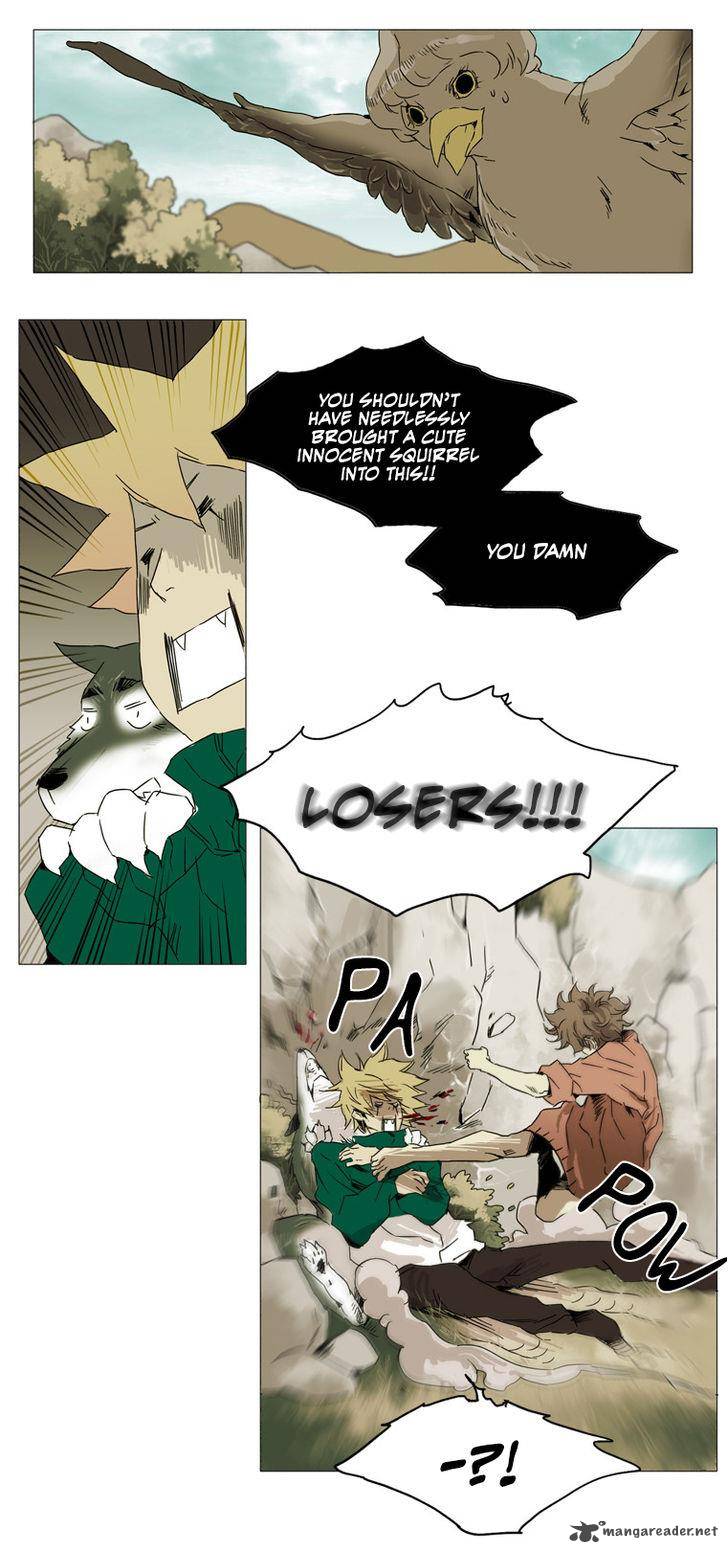 YOU SHOULDN'T
HAVE NEEDLESSLY
BROUGHT A CUTE
INNOCENT SQUIRREL
INTO THIS!!
YOU DAMN
LOSERS!!!
PA
POW
-?!
mangareader.net